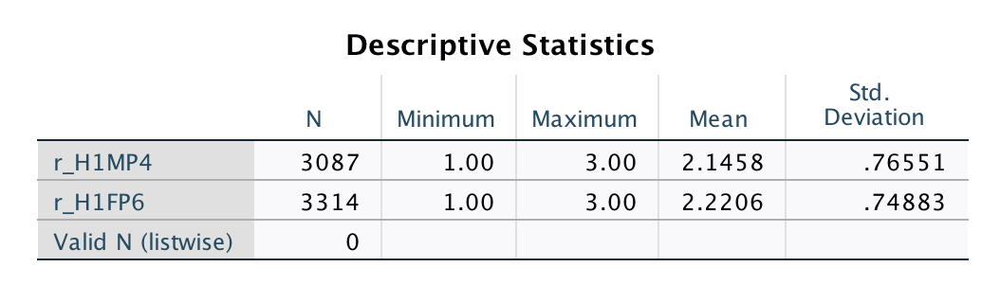 Descriptive Statistics
N Minimum Maximum Mean Std. Deviation
r_H1MP4 3087 1.00 3.00 2.1458 .76551
r_H1FP6 3314 1.00 3.00 2.2206 .74883
Valid N (listwise) 0